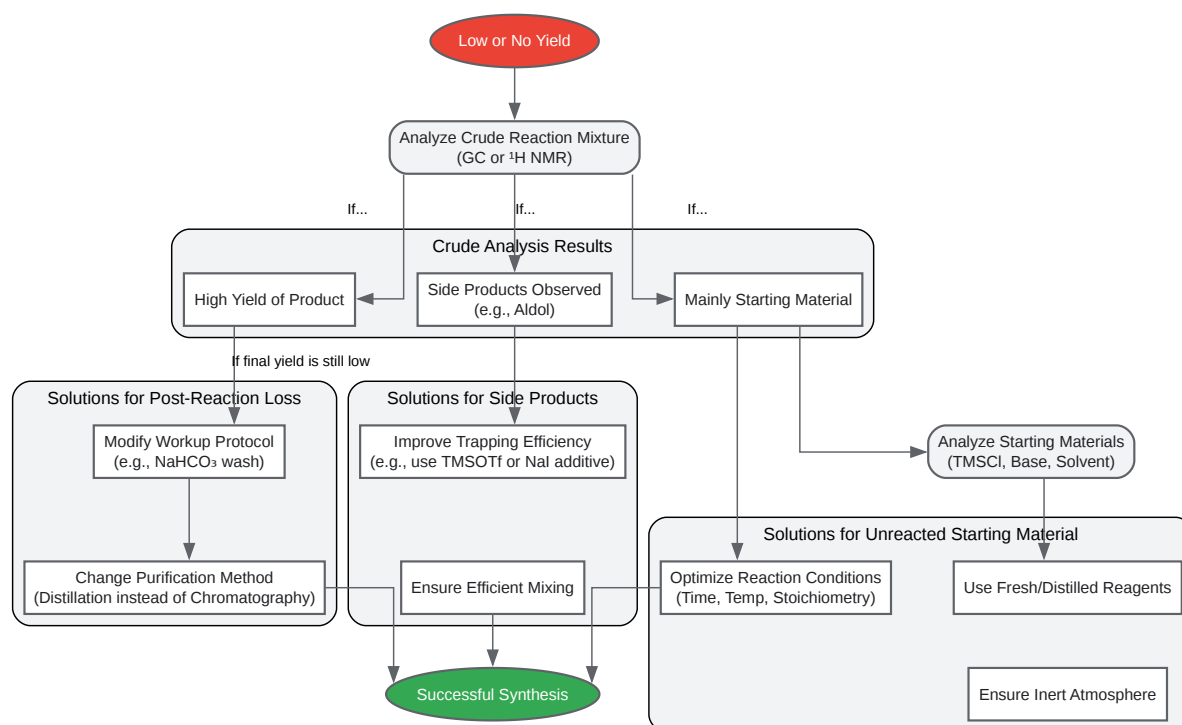 Low or No Yield
Analyze Crude Reaction Mixture
(GC or ¹H NMR)
If...
If...
If...
Crude Analysis Results
High Yield of Product
Side Products Observed
(e.g., Aldol)
Mainly Starting Material
If final yield is still low
Solutions for Post-Reaction Loss
Modify Workup Protocol
(e.g., NaHCO₃ wash)
Solutions for Side Products
Improve Trapping Efficiency
(e.g., use TMSOTf or NaI additive)
Analyze Starting Materials
(TMSCl, Base, Solvent)
Solutions for Unreacted Starting Material
Change Purification Method
(Distillation instead of Chromatography)
Ensure Efficient Mixing
Optimize Reaction Conditions
(Time, Temp, Stoichiometry)
Use Fresh/Distilled Reagents
Successful Synthesis
Ensure Inert Atmosphere